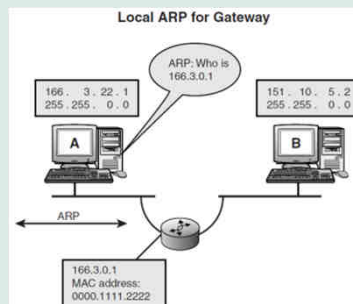 Local ARP for Gateway
ARP: Who is
166.3.0.1
166 . 3 . 22 . 1
255 . 255 . 0 . 0
151 . 10 . 5 . 2
255 . 255 . 0 . 0
A
B
ARP
166.3.0.1
MAC address:
0000.1111.2222